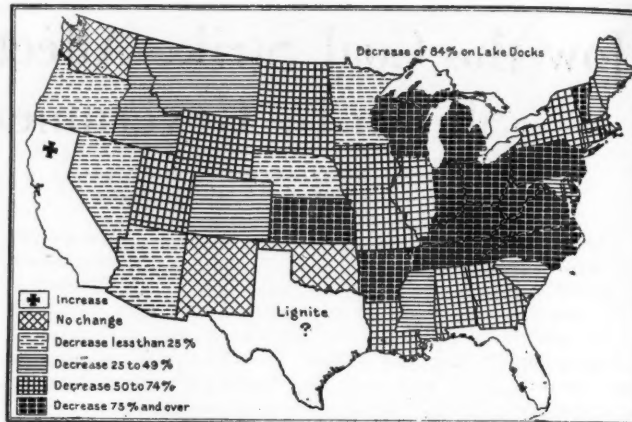 Decrease of 84% on Lake Docks
Lignite
?
Increase
No change
Decrease less than 25%
Decrease 25 to 49%
Decrease 50 to 74%
Decrease 75% and over